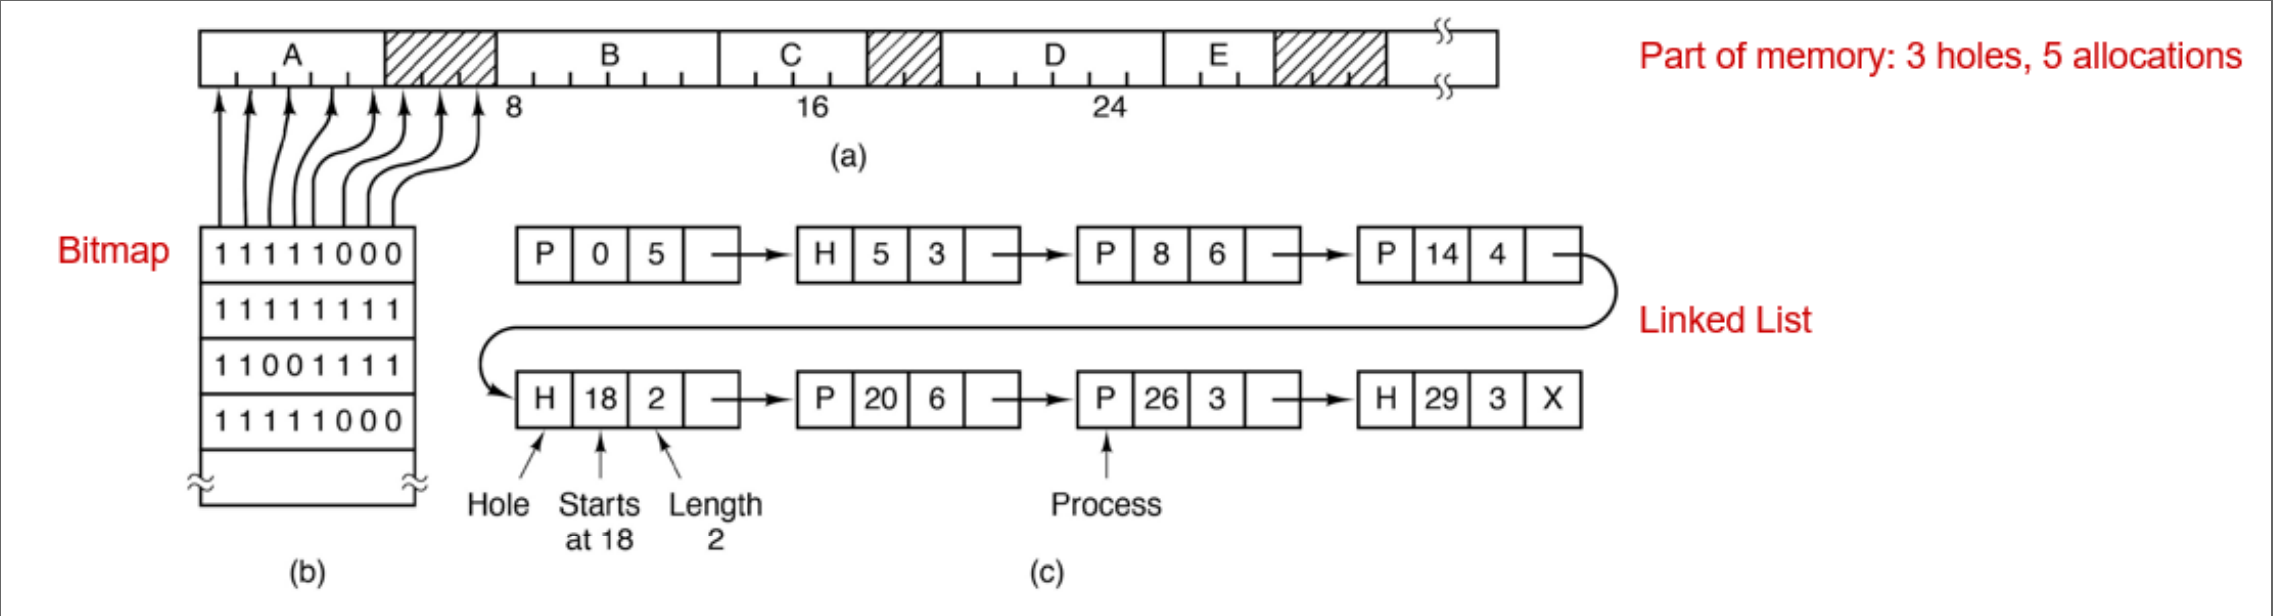 A B C D E
Part of memory: 3 holes, 5 allocations
8 16 24
(a)
Bitmap
1 1 1 1 1 0 0 0
1 1 1 1 1 1 1 1
1 1 0 0 1 1 1 1
1 1 1 1 1 0 0 0
(b)
P 0 5
H 5 3
P 8 6
P 14 4
Linked List
H 18 2
P 20 6
P 26 3
H 29 3 X
Hole
Starts
at 18
Length
2
Process
(c)